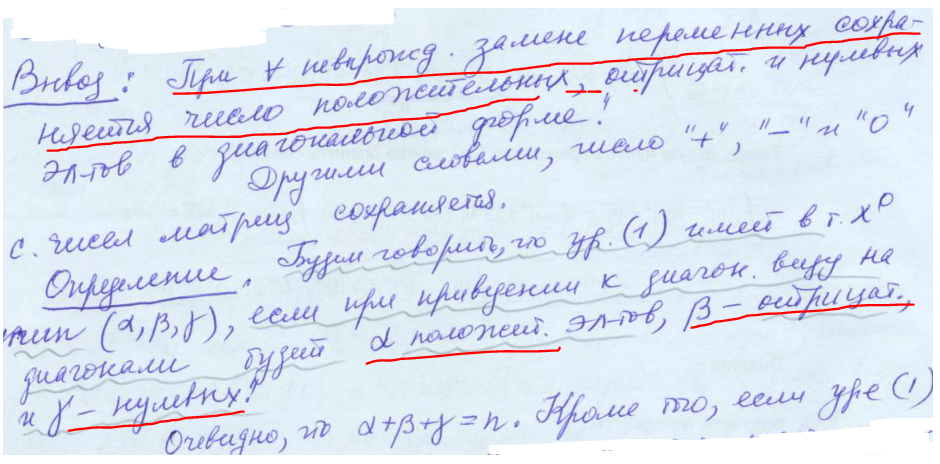 Вывод: При ∀ невырожд. замене переменных сохра-
няется число положительных, отрицат. и нулевых
эл-тов в диагональной форме."
Другими словами, число "+", "–" и "0"
с. чисел матриц сохраняется.
Определение. Будем говорить, что ур. (1) имеет в т. x⁰
тип (α, β, γ), если при приведении к диагон. виду на
диагонали будет α положит. эл-тов, β – отрицат.,
и γ – нулевых."
Очевидно, что α+β+γ=n. Кроме того, если уре (1)